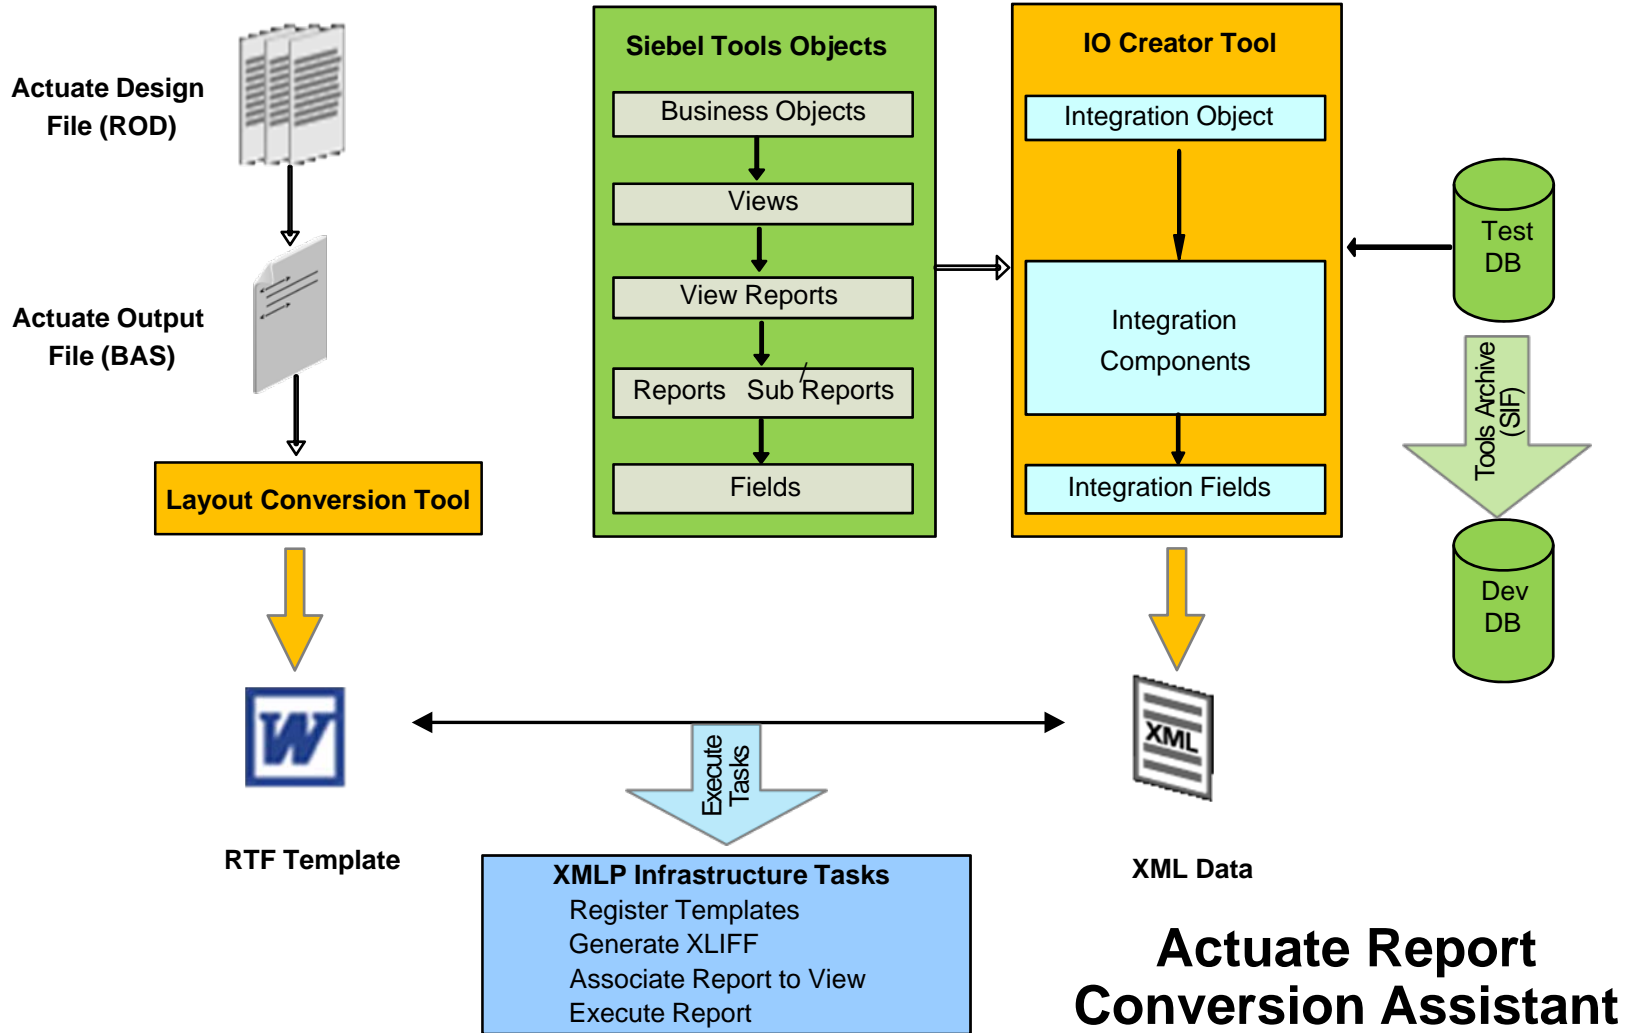 Actuate Design
File (ROD)
Actuate Output
File (BAS)
Layout Conversion Tool
W
RTF Template
Siebel Tools Objects
Business Objects
Views
View Reports
Reports / Sub Reports
Fields
IO Creator Tool
Integration Object
Integration
Components
Integration Fields
Test
DB
Tools Archive
(SIF)
Dev
DB
Execute
Tasks
XML
XML Data
XMLP Infrastructure Tasks
Register Templates
Generate XLIFF
Associate Report to View
Execute Report
Actuate Report
Conversion Assistant